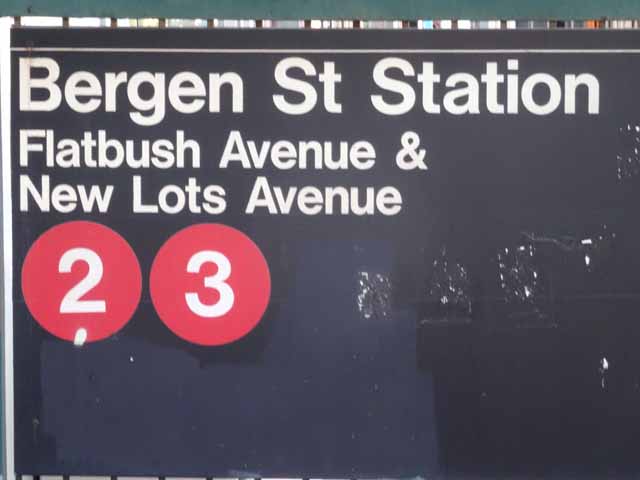 Bergen St Station
Flatbush Avenue &
New Lots Avenue
2 3